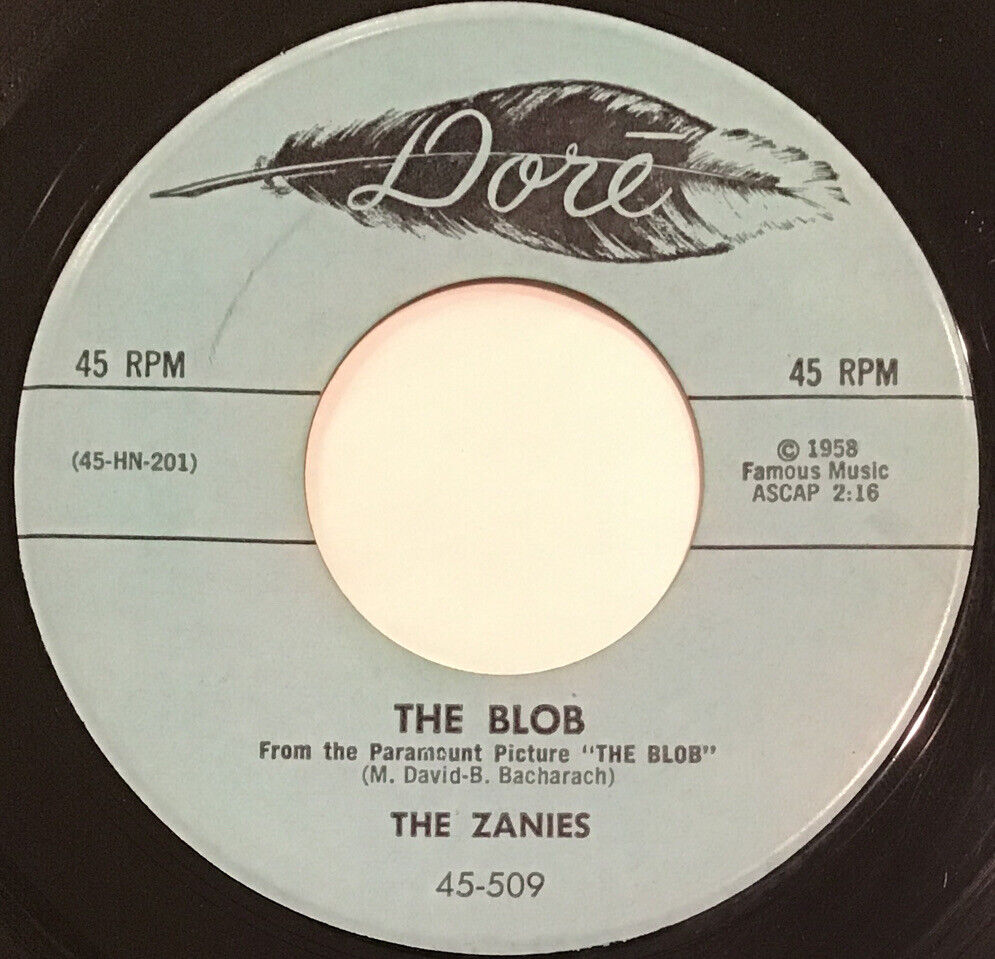 Doré
45 RPM
45 RPM
(45-HN-201)
© 1958
Famous Music
ASCAP 2:16
THE BLOB
From the Paramount Picture "THE BLOB"
(M. David-B. Bacharach)
THE ZANIES
45-509